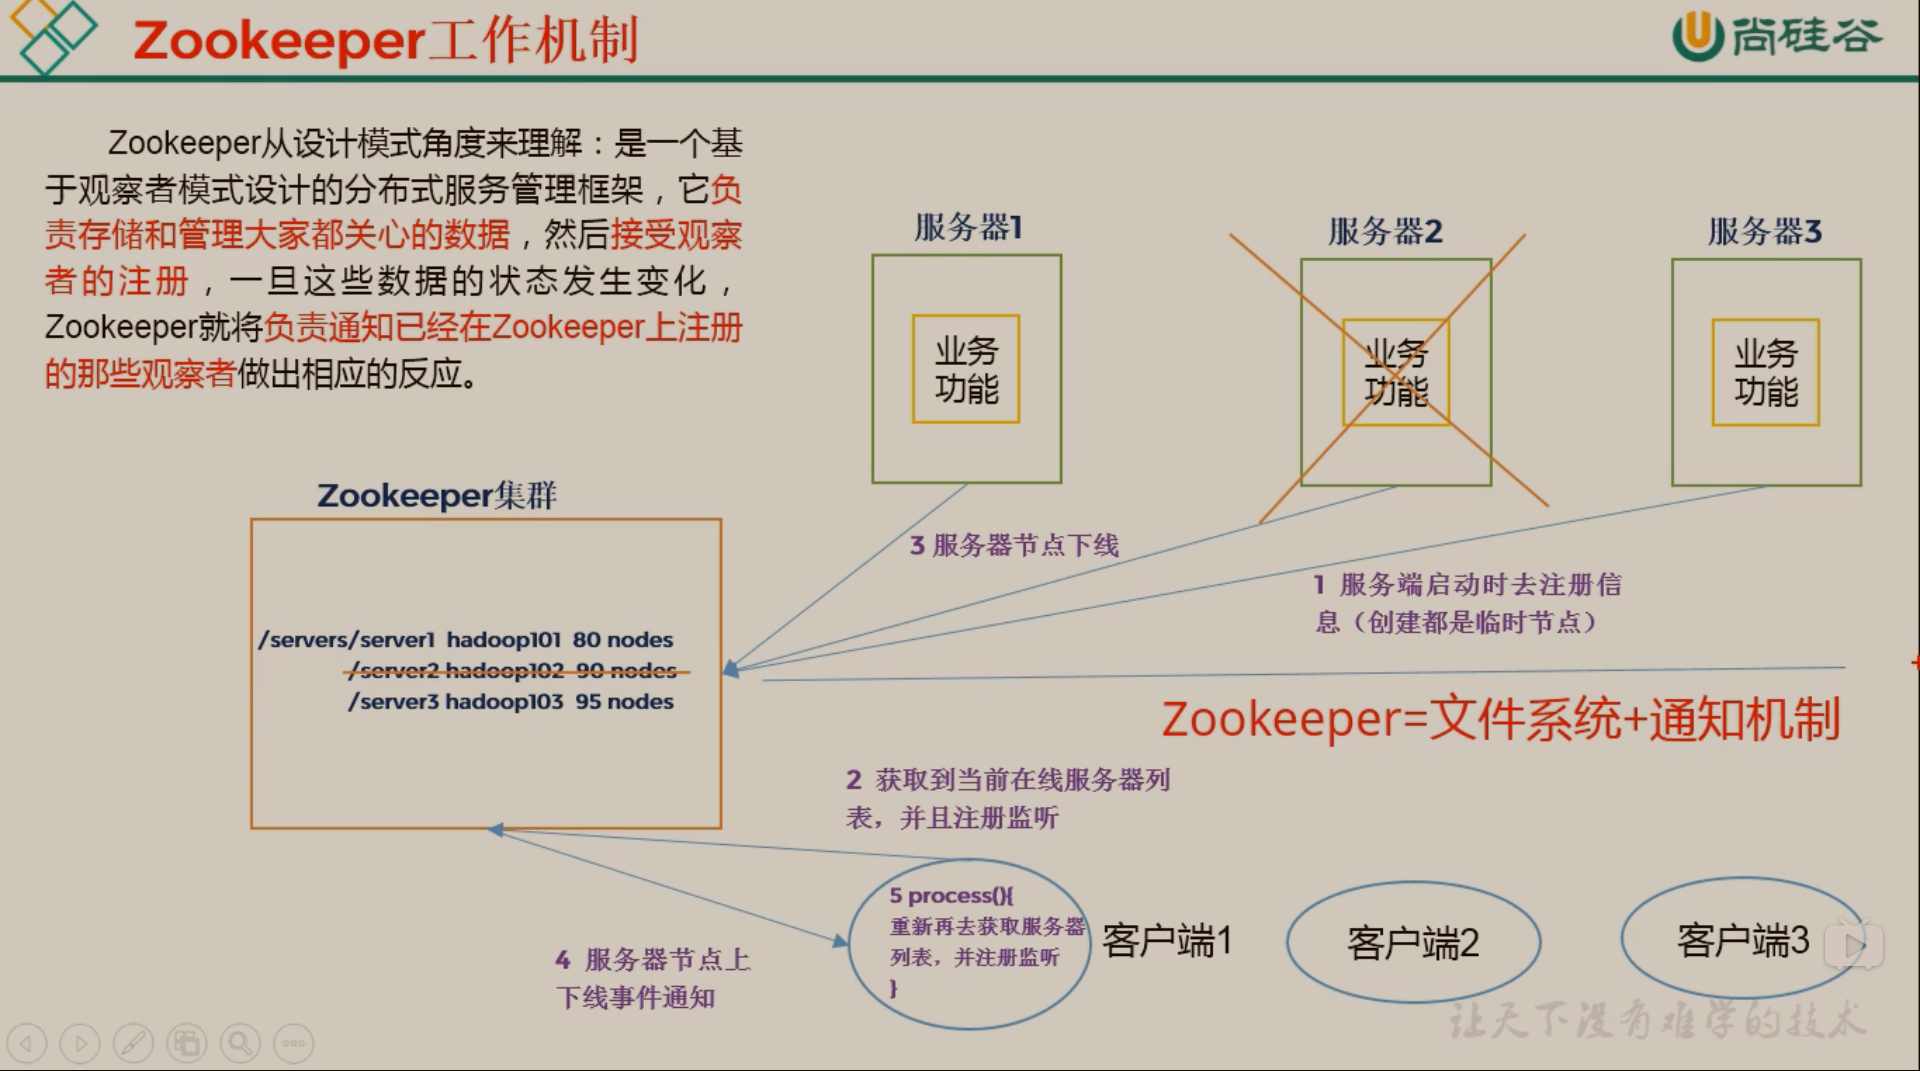 Zookeeper工作机制
尚硅谷
Zookeeper从设计模式角度来理解：是一个基
于观察者模式设计的分布式服务管理框架，它负
责存储和管理大家都关心的数据，然后接受观察
者的注册，一旦这些数据的状态发生变化，
Zookeeper就将负责通知已经在Zookeeper上注册
的那些观察者做出相应的反应。
服务器1
服务器2
服务器3
业务
功能
业务
功能
业务
功能
Zookeeper集群
3 服务器节点下线
1 服务端启动时去注册信
息（创建都是临时节点）
/servers/server1 hadoop101 80 nodes
/server2 hadoop102 90 nodes
/server3 hadoop103 95 nodes
Zookeeper=文件系统+通知机制
2 获取到当前在线服务器列
表，并且注册监听
5 process(){
重新再去获取服务器
列表，并注册监听
}
客户端1
客户端2
客户端3
4 服务器节点上
下线事件通知
让天下没有难学的技术